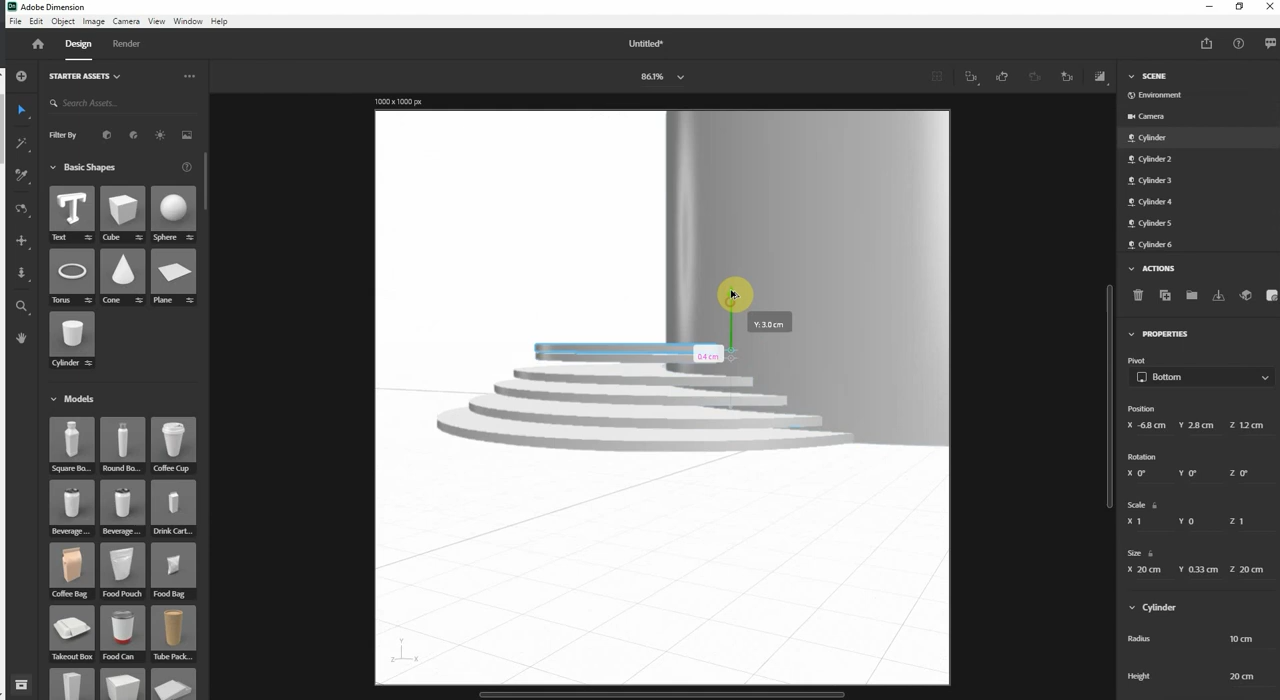 Dn Adobe Dimension
File Edit Object Image Camera View Window Help
Design Render Untitled*
STARTER ASSETS
86.1%
Search Assets...
Filter By
Basic Shapes
Text Cube Sphere
Torus Cone Plane
Cylinder
Models
Square Bo... Round Bo... Coffee Cup
Beverage ... Beverage ... Drink Cart...
Coffee Bag Food Pouch Food Bag
Takeout Box Food Can Tube Pack...
1000 x 1000 px
Y: 3.0 cm
0.4 cm
Y
Z X
SCENE
Environment
Camera
Cylinder
Cylinder 2
Cylinder 3
Cylinder 4
Cylinder 5
Cylinder 6
ACTIONS
PROPERTIES
Pivot
Bottom
Position
X -6.8 cm Y 2.8 cm Z 1.2 cm
Rotation
X 0° Y 0° Z 0°
Scale
X 1 Y 0 Z 1
Size
X 20 cm Y 0.33 cm Z 20 cm
Cylinder
Radius 10 cm
Height 20 cm